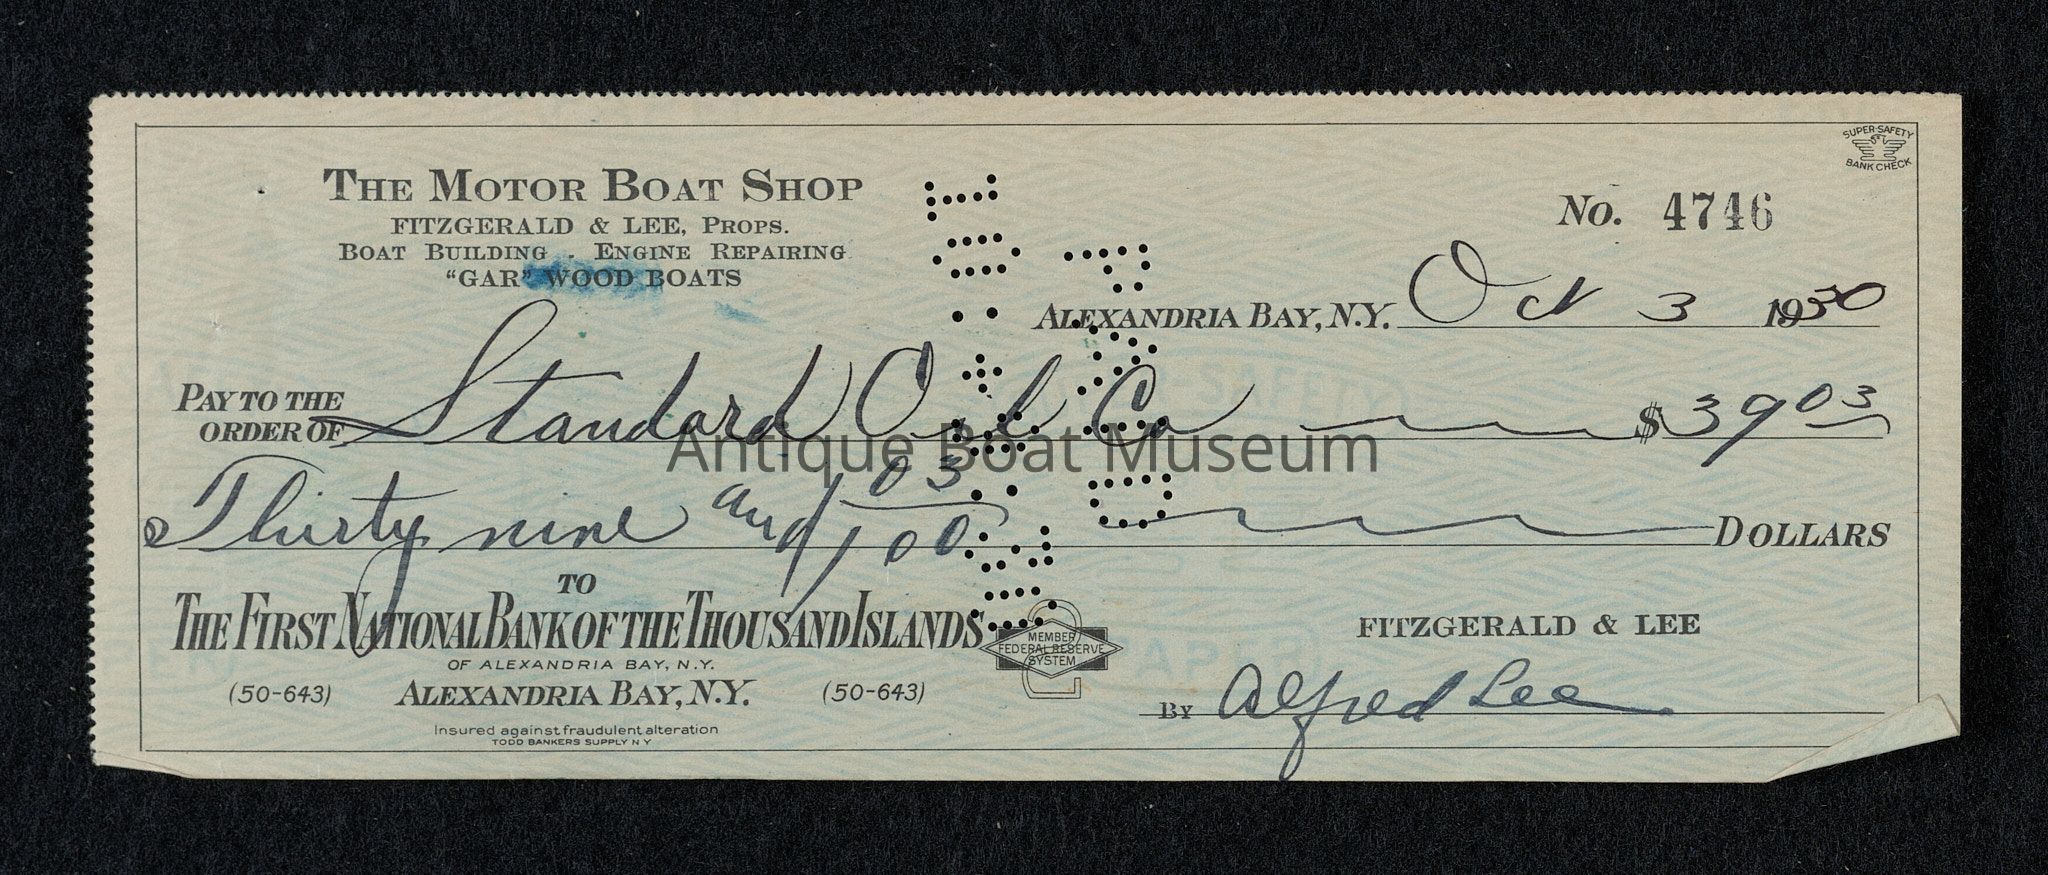 SUPER-SAFETY
BANK CHECK
THE MOTOR BOAT SHOP
FITZGERALD & LEE, PROPS.
BOAT BUILDING . ENGINE REPAIRING
"GAR" WOOD BOATS
No. 4746
ALEXANDRIA BAY, N.Y. Oct 3 1930
PAY TO THE
ORDER OF Standard Oil Co $39 03
Antique Boat Museum
Thirty nine and 03/100 DOLLARS
TO
THE FIRST NATIONAL BANK OF THE THOUSAND ISLANDS
OF ALEXANDRIA BAY, N.Y.
(50-643) ALEXANDRIA BAY, N.Y. (50-643)
MEMBER
FEDERAL RESERVE
SYSTEM
Insured against fraudulent alteration
TODD BANKERS SUPPLY N Y
FITZGERALD & LEE
BY Alfred Lee
SAFETY
PAID